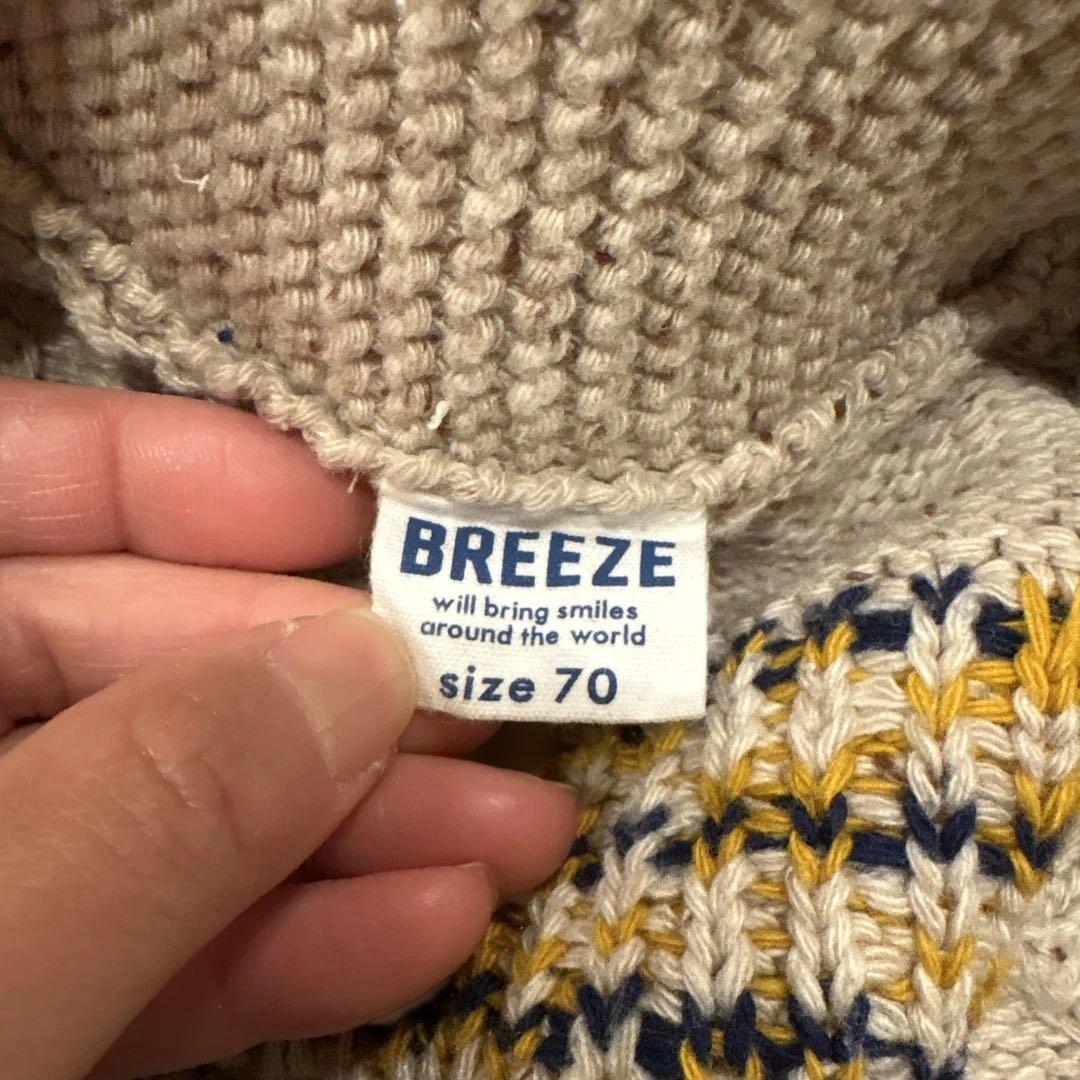 BREEZE
will bring smiles
around the world
size 70